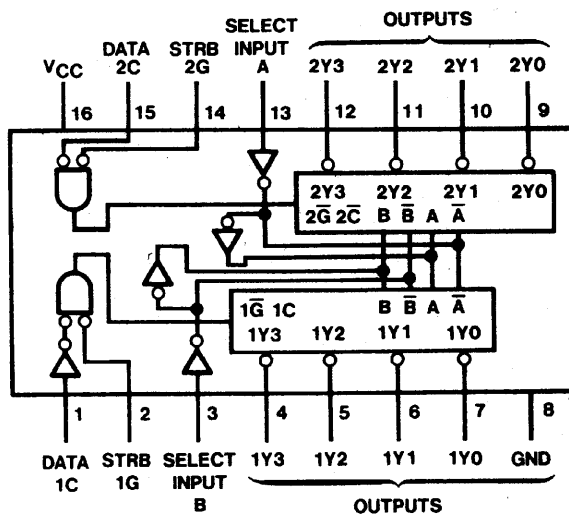 OUTPUTS
SELECT
DATA STRB INPUT
VCC 2C 2G A 2Y3 2Y2 2Y1 2Y0
16 15 14 13 12 11 10 9
2Y3 2Y2 2Y1 2Y0
2G̅ 2C̅ B B̅ A A̅
1G̅ 1C B B̅ A A̅
1Y3 1Y2 1Y1 1Y0
1 2 3 4 5 6 7 8
DATA STRB SELECT 1Y3 1Y2 1Y1 1Y0 GND
1C 1G INPUT
B OUTPUTS